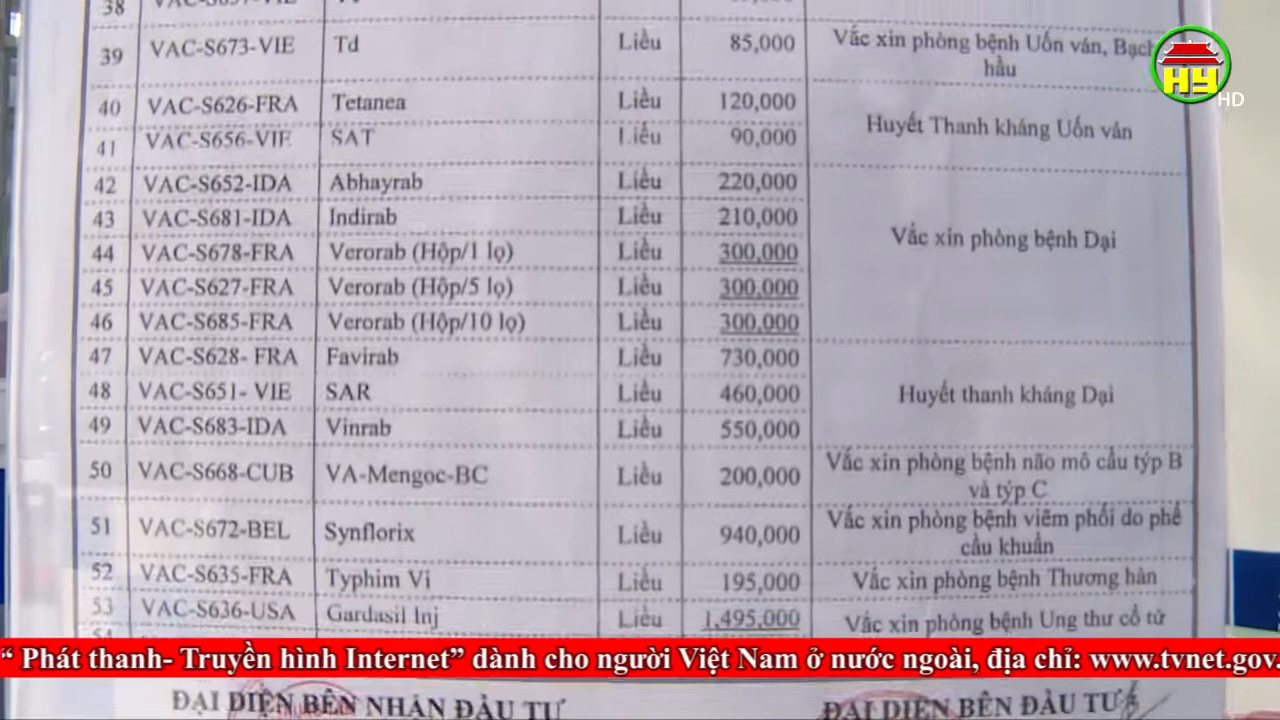 38
39 VAC-S673-VIE Td Liều 85,000 Vắc xin phòng bệnh Uốn ván, Bạch
hầu
40 VAC-S626-FRA Tetanea Liều 120,000
Huyết Thanh kháng Uốn ván
41 VAC-S656-VIE SAT Liều 90,000
42 VAC-S652-IDA Abhayrab Liều 220,000
43 VAC-S681-IDA Indirab Liều 210,000
Vắc xin phòng bệnh Dại
44 VAC-S678-FRA Verorab (Hộp/1 lọ) Liều 300,000
45 VAC-S627-FRA Verorab (Hộp/5 lọ) Liều 300,000
46 VAC-S685-FRA Verorab (Hộp/10 lọ) Liều 300,000
47 VAC-S628- FRA Favirab Liều 730,000
48 VAC-S651- VIE SAR Liều 460,000 Huyết thanh kháng Dại
49 VAC-S683-IDA Vinrab Liều 550,000
50 VAC-S668-CUB VA-Mengoc-BC Liều 200,000 Vắc xin phòng bệnh não mô cầu týp B
và týp C
51 VAC-S672-BEL Synflorix Liều 940,000 Vắc xin phòng bệnh viêm phổi do phế
cầu khuẩn
52 VAC-S635-FRA Typhim Vi Liều 195,000 Vắc xin phòng bệnh Thương hàn
53 VAC-S636-USA Gardasil Inj Liều 1,495,000 Vắc xin phòng bệnh Ung thư cổ tử
HY HD
“ Phát thanh- Truyền hình Internet” dành cho người Việt Nam ở nước ngoài, địa chỉ: www.tvnet.gov.
ĐẠI DIỆN BÊN NHẬN ĐẦU TƯ ĐẠI DIỆN BÊN ĐẦU TƯ